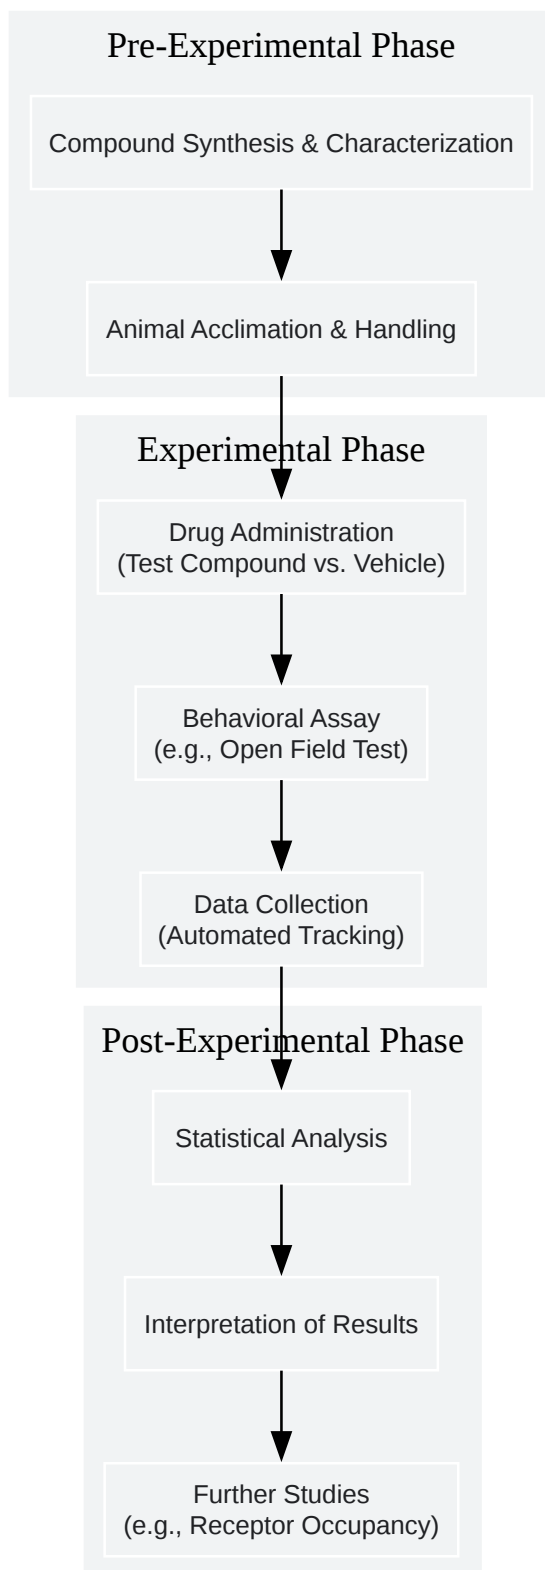 Pre-Experimental Phase
Compound Synthesis & Characterization
Animal Acclimation & Handling
Experimental Phase
Drug Administration
(Test Compound vs. Vehicle)
Behavioral Assay
(e.g., Open Field Test)
Data Collection
(Automated Tracking)
Post-Experimental Phase
Statistical Analysis
Interpretation of Results
Further Studies
(e.g., Receptor Occupancy)